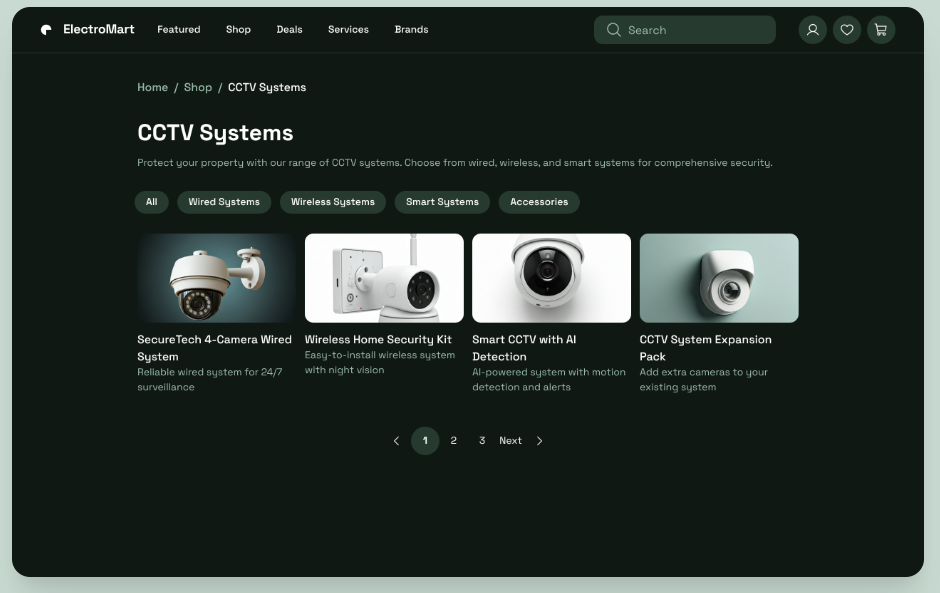 ElectroMart Featured Shop Deals Services Brands Search
Home / Shop / CCTV Systems
CCTV Systems
Protect your property with our range of CCTV systems. Choose from wired, wireless, and smart systems for comprehensive security.
All Wired Systems Wireless Systems Smart Systems Accessories
SecureTech 4-Camera Wired
System
Reliable wired system for 24/7
surveillance
Wireless Home Security Kit
Easy-to-install wireless system
with night vision
Smart CCTV with AI
Detection
AI-powered system with motion
detection and alerts
CCTV System Expansion
Pack
Add extra cameras to your
existing system
1 2 3 Next